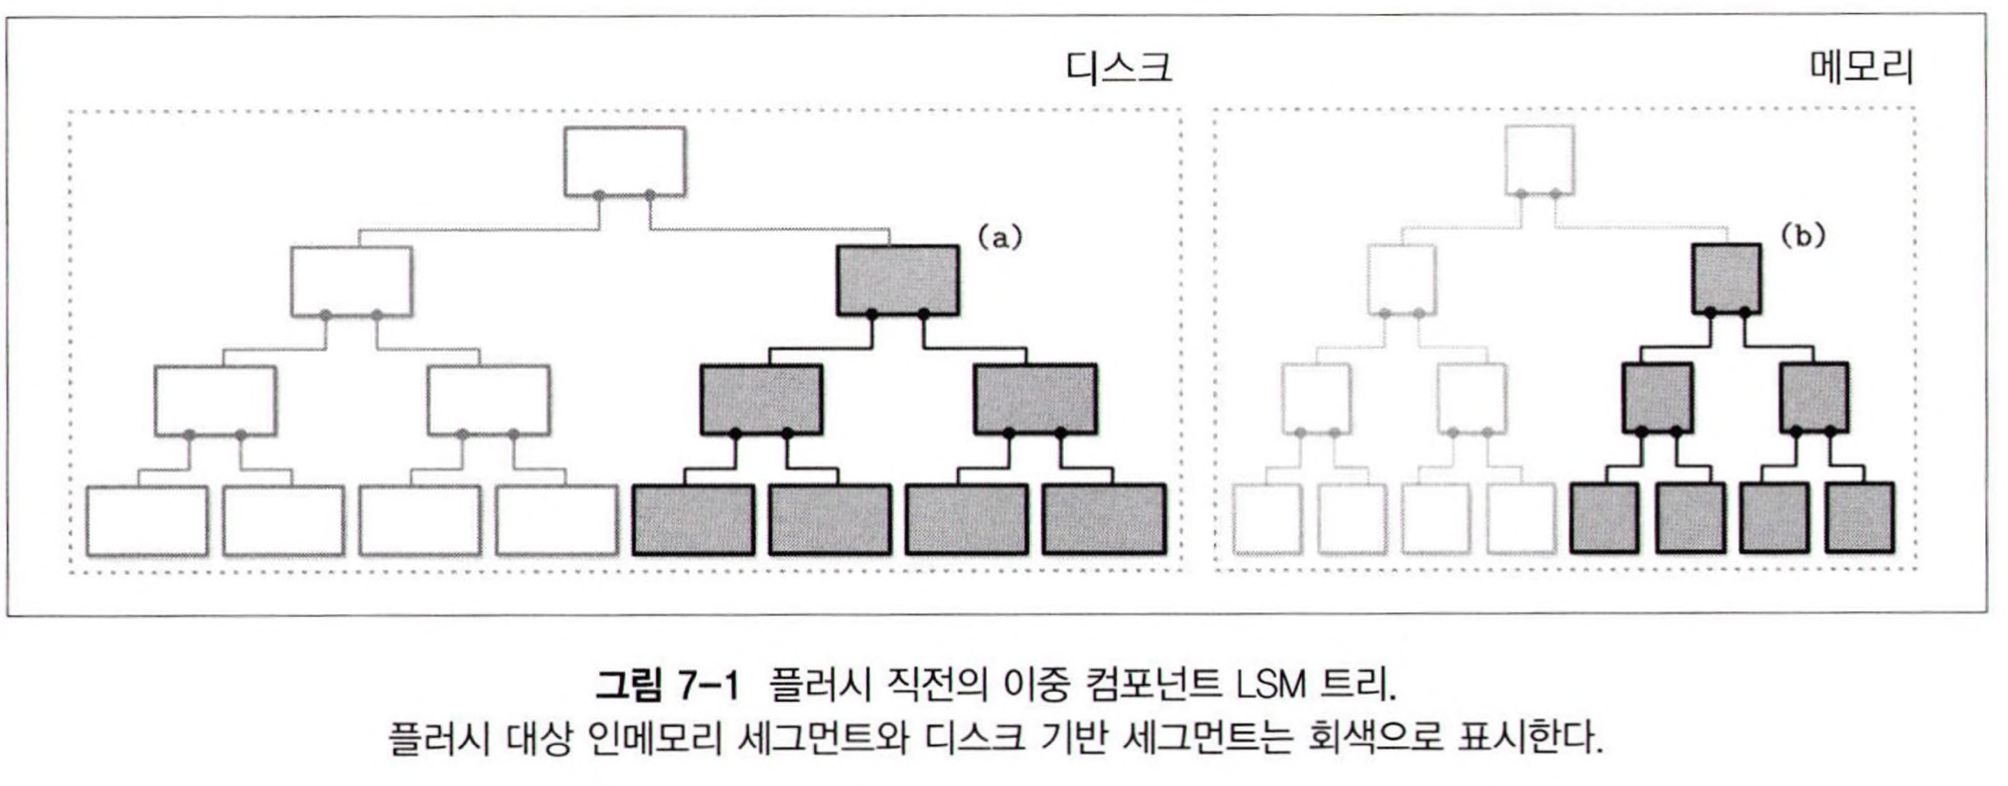 디스크
메모리
(a)
(b)
그림 7-1 플러시 직전의 이중 컴포넌트 LSM 트리.
플러시 대상 인메모리 세그먼트와 디스크 기반 세그먼트는 회색으로 표시한다.